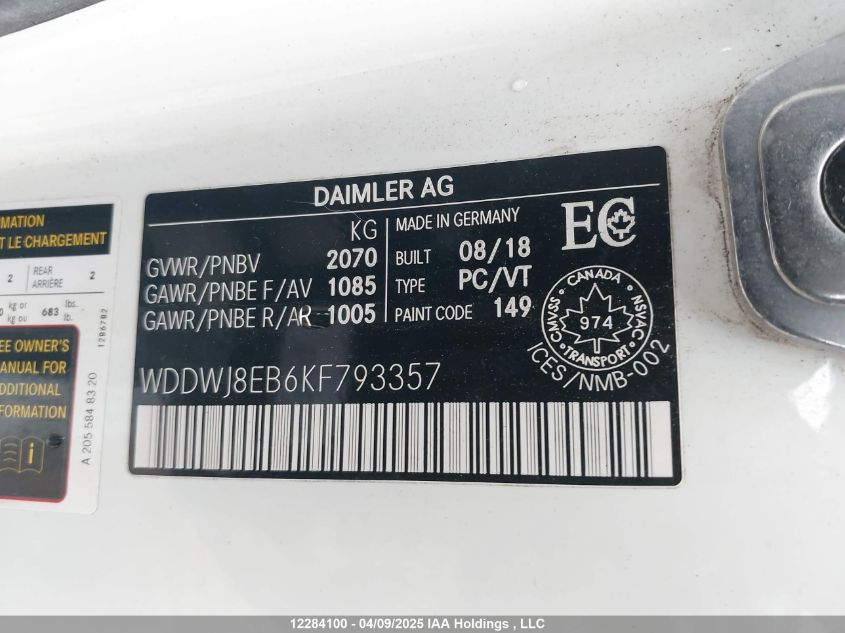 DAIMLER AG
KG
GVWR/PNBV 2070
GAWR/PNBE F/AV 1085
GAWR/PNBE R/AR 1005
MADE IN GERMANY
BUILT 08/18
TYPE PC/VT
PAINT CODE 149
EC
CANADA
CMVSS
974
NSVAC
TRANSPORT
ICES/NMB-002
WDDWJ8EB6KF793357
T LE CHARGEMENT
2 REAR ARRIÈRE 2
kg or
kg ou
683 lbs.
lb.
EE OWNER'S
ANUAL FOR
DDITIONAL
FORMATION
i
A 205 584 83 20
12284100 - 04/09/2025 IAA Holdings , LLC